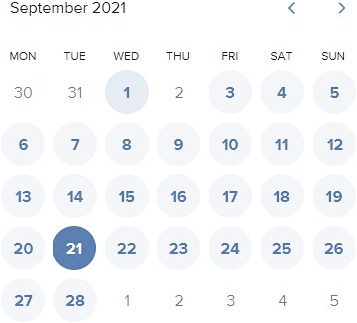 September 2021
MON TUE WED THU FRI SAT SUN
30 31 1 2 3 4 5
6 7 8 9 10 11 12
13 14 15 16 17 18 19
20 21 22 23 24 25 26
27 28 1 2 3 4 5